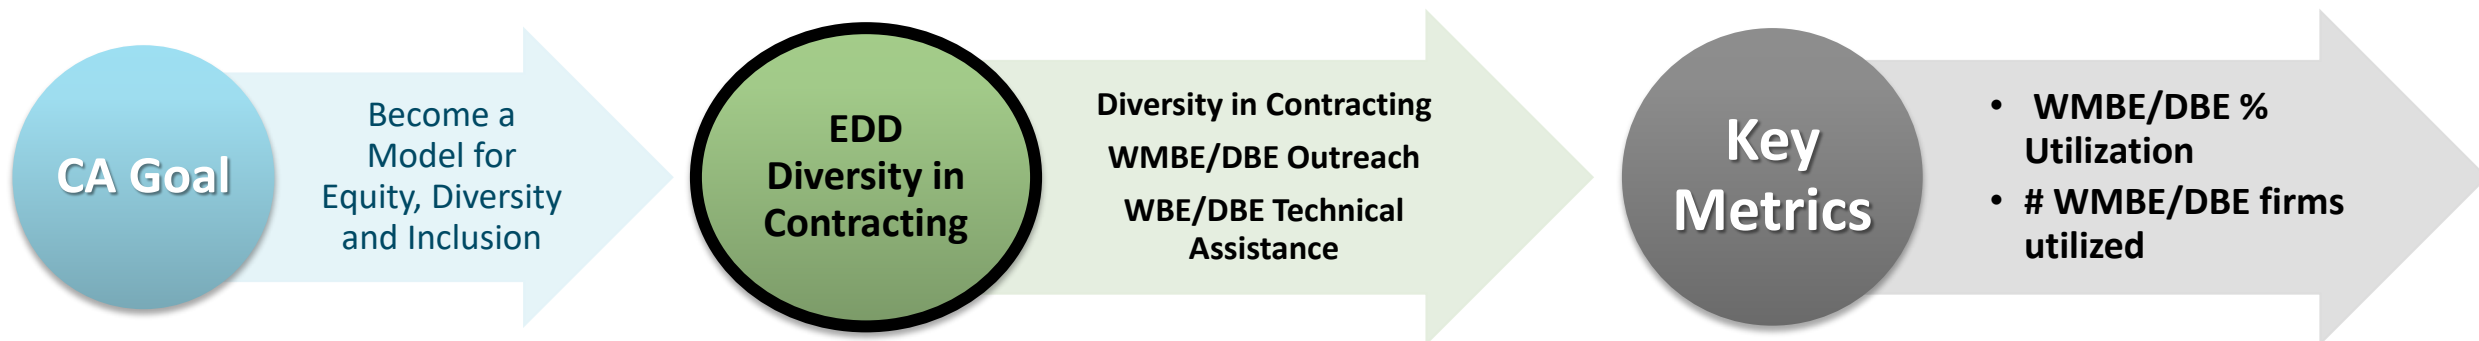 CA Goal
Become a
Model for
Equity, Diversity
and Inclusion
EDD
Diversity in
Contracting
Diversity in Contracting
WMBE/DBE Outreach
WBE/DBE Technical
Assistance
Key
Metrics
• WMBE/DBE %
Utilization
• # WMBE/DBE firms
utilized